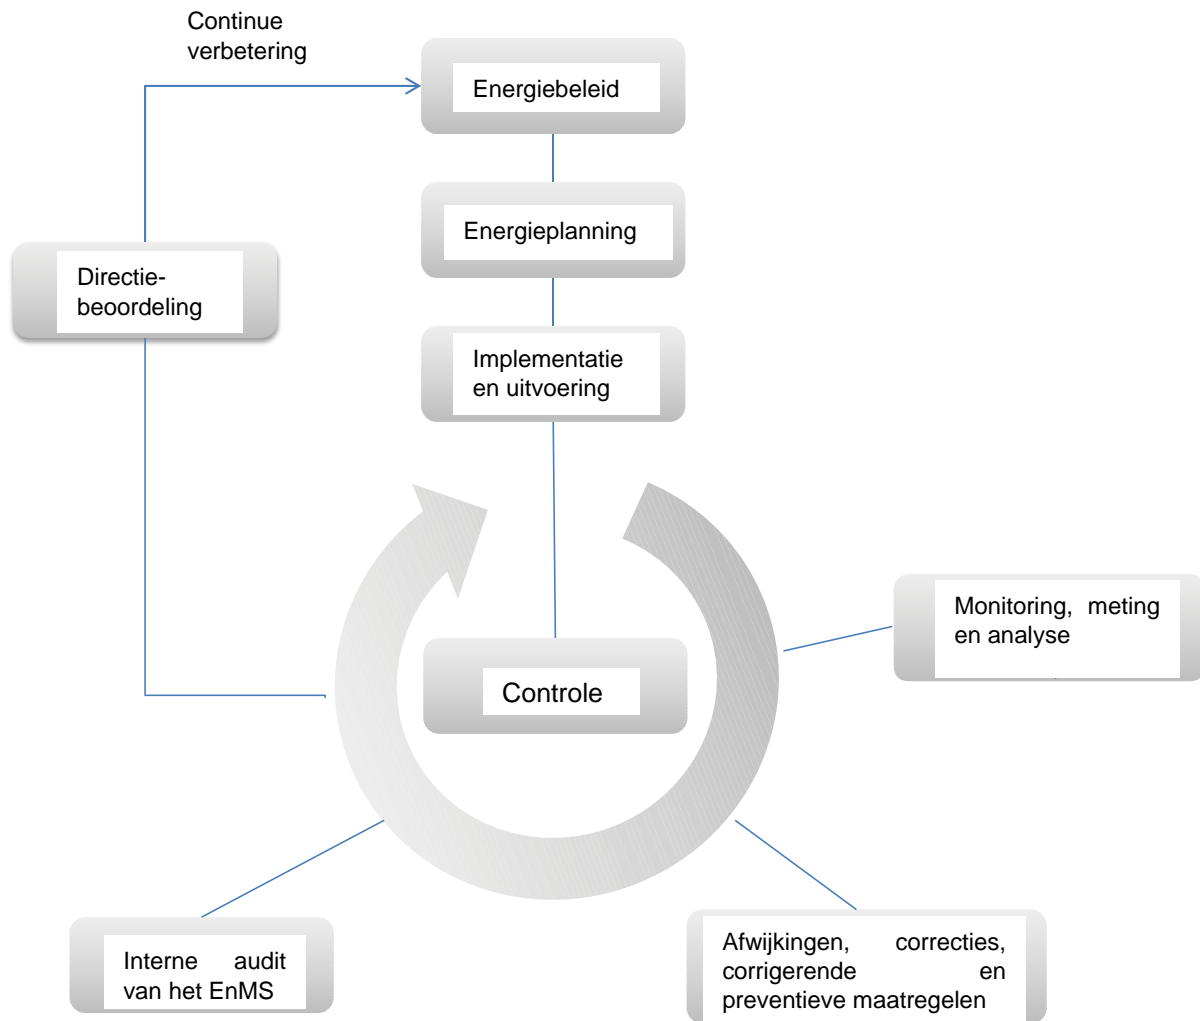 Continue
verbetering
Energiebeleid
Energieplanning
Directie-
beoordeling
Implementatie
en uitvoering
Monitoring, meting
en analyse
Controle
Interne audit
van het EnMS
Afwijkingen, correcties,
corrigerende en
preventieve maatregelen